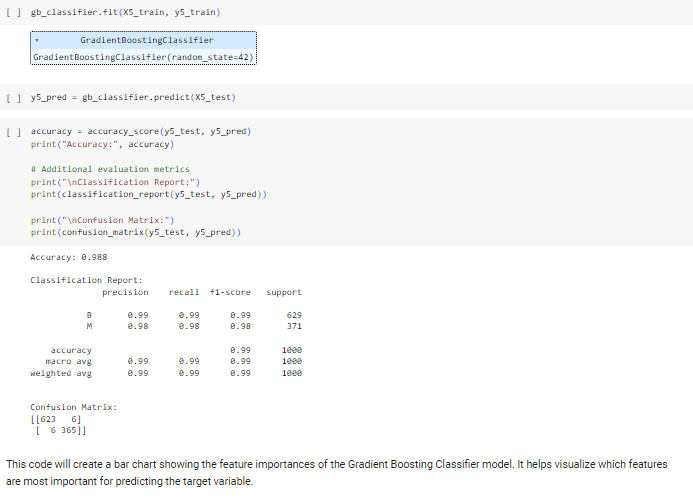 [ ] gb_classifier.fit(X5_train, y5_train)
GradientBoostingClassifier
GradientBoostingClassifier(random_state=42)
[ ] y5_pred = gb_classifier.predict(X5_test)
[ ] accuracy = accuracy_score(y5_test, y5_pred)
print("Accuracy:", accuracy)
# Additional evaluation metrics
print("\nClassification Report:")
print(classification_report(y5_test, y5_pred))
print("\nConfusion Matrix:")
print(confusion_matrix(y5_test, y5_pred))
Accuracy: 0.988
Classification Report:
precision recall f1-score support
B 0.99 0.99 0.99 629
M 0.98 0.98 0.98 371
accuracy 0.99 1000
macro avg 0.99 0.99 0.99 1000
weighted avg 0.99 0.99 0.99 1000
Confusion Matrix:
[[623 6]
[ 6 365]]
This code will create a bar chart showing the feature importances of the Gradient Boosting Classifier model. It helps visualize which features
are most important for predicting the target variable.